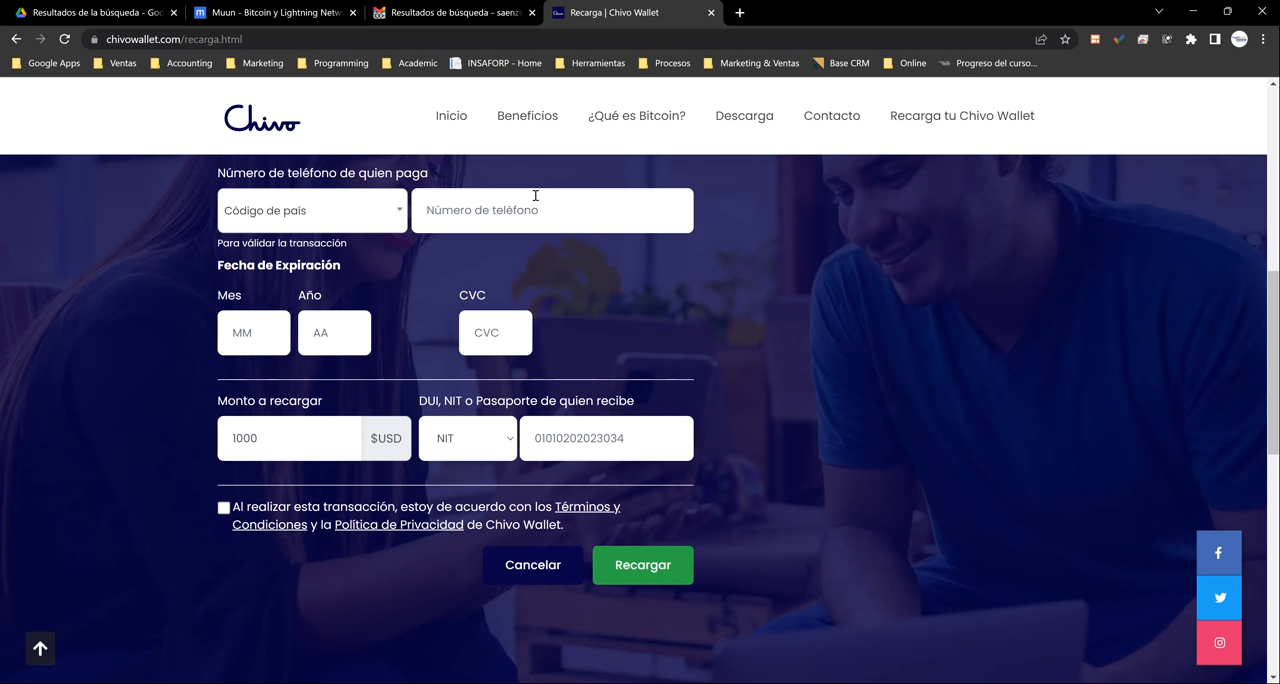 Resultados de la búsqueda - Goo
Muun - Bitcoin y Lightning Netw
Resultados de búsqueda - saenz
Recarga | Chivo Wallet
chivowallet.com/recarga.html
Google Apps
Ventas
Accounting
Marketing
Programming
Academic
INSAFORP - Home
Herramientas
Procesos
Marketing & Ventas
Base CRM
Online
Progreso del curso...
Chivo
Inicio
Beneficios
¿Qué es Bitcoin?
Descarga
Contacto
Recarga tu Chivo Wallet
Número de teléfono de quien paga
Código de país
Número de teléfono
Para válidar la transacción
Fecha de Expiración
Mes
Año
CVC
MM
AA
CVC
Monto a recargar
DUI, NIT o Pasaporte de quien recibe
1000
$USD
NIT
01010202023034
Al realizar esta transacción, estoy de acuerdo con los Términos y
Condiciones y la Política de Privacidad de Chivo Wallet.
Cancelar
Recargar